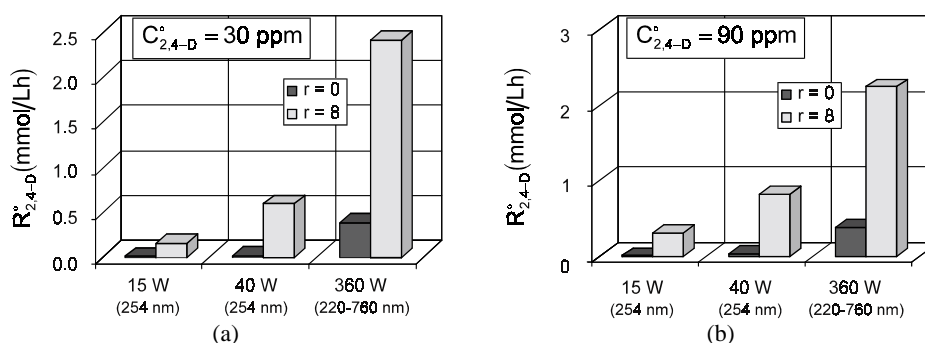 C°2,4-D = 30 ppm
r = 0
r = 8
R°2,4-D (mmol/Lh)
2.5
2.0
1.5
1.0
0.5
0.0
15 W
(254 nm)
40 W
(254 nm)
360 W
(220-760 nm)
(a)
C°2,4-D = 90 ppm
r = 0
r = 8
R°2,4-D (mmol/Lh)
3
2
1
0
15 W
(254 nm)
40 W
(254 nm)
360 W
(220-760 nm)
(b)